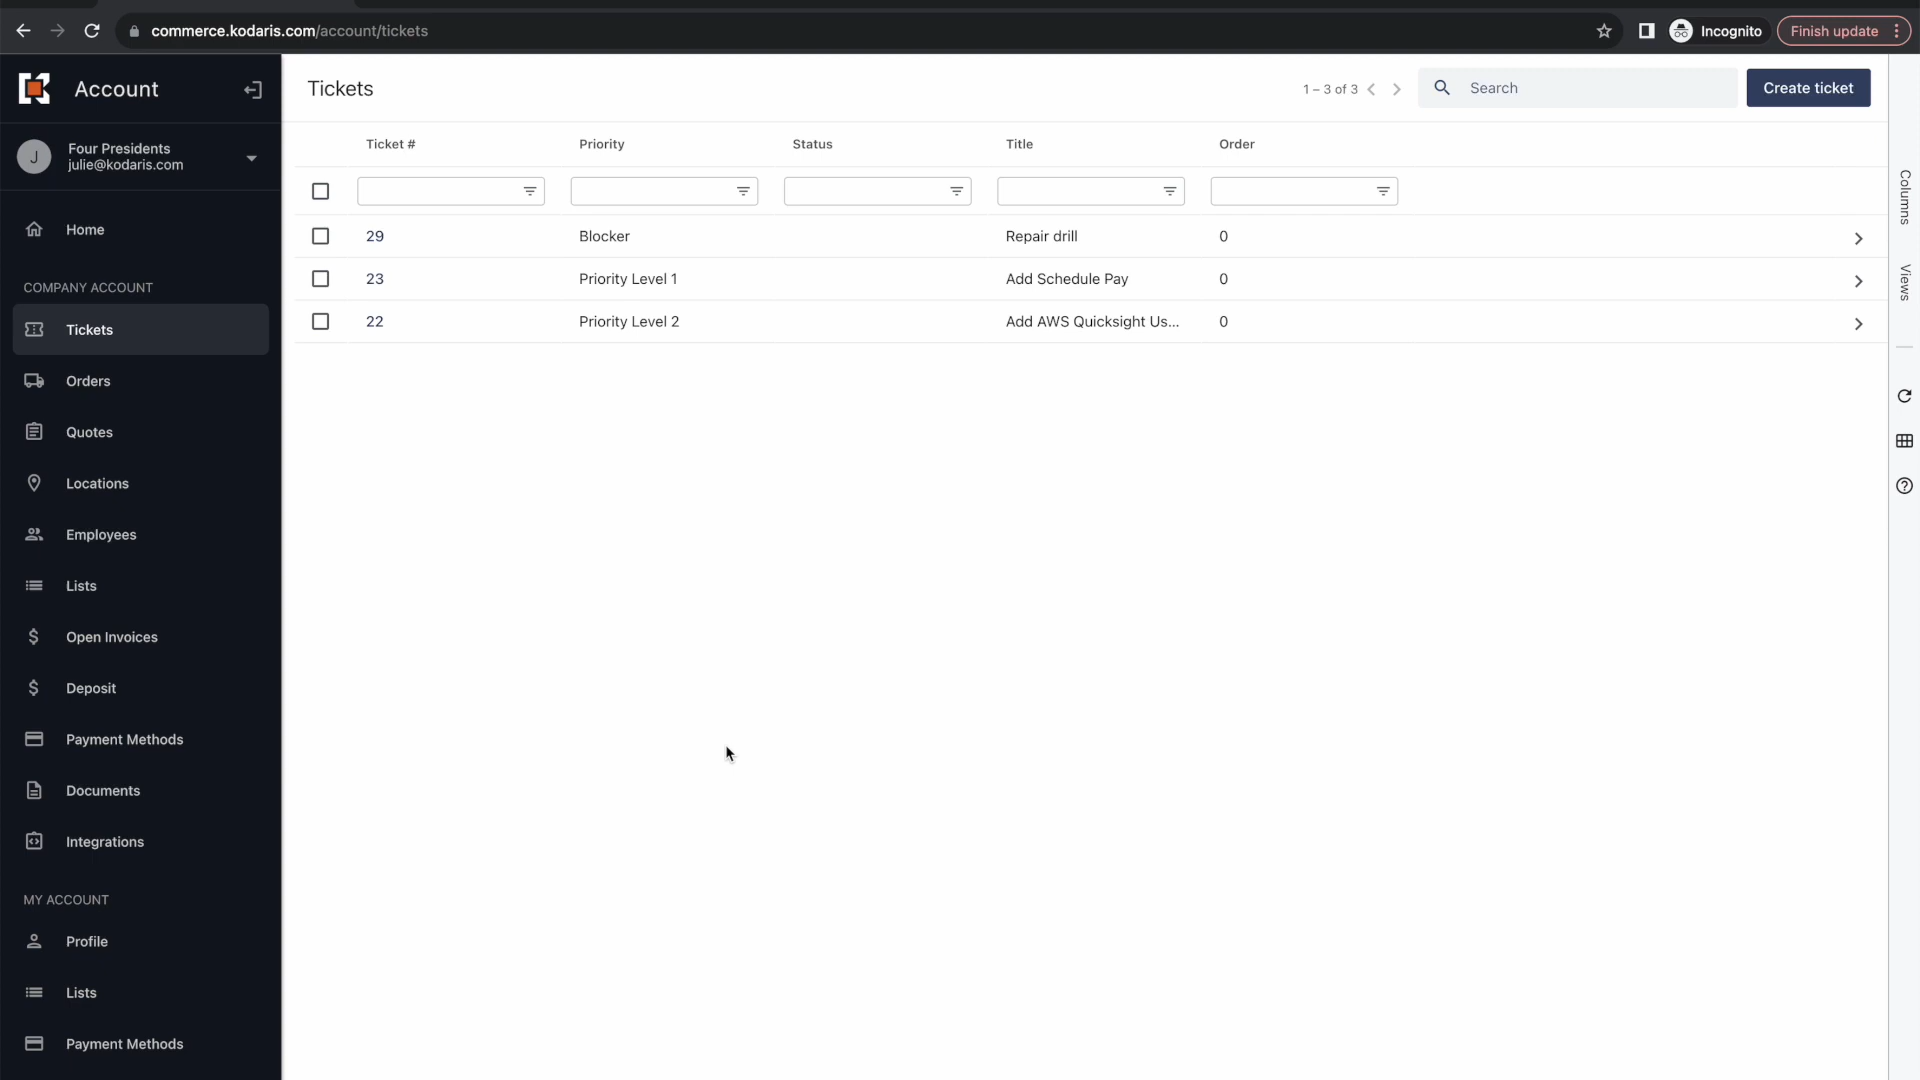 commerce.kodaris.com/account/tickets
Incognito
Finish update
Account
J
Four Presidents
julie@kodaris.com
Home
COMPANY ACCOUNT
Tickets
Orders
Quotes
Locations
Employees
Lists
Open Invoices
Deposit
Payment Methods
Documents
Integrations
MY ACCOUNT
Profile
Lists
Payment Methods
Tickets
1 – 3 of 3
Search
Create ticket
Ticket # Priority Status Title Order
29 Blocker Repair drill 0
23 Priority Level 1 Add Schedule Pay 0
22 Priority Level 2 Add AWS Quicksight Us... 0
Columns
Views